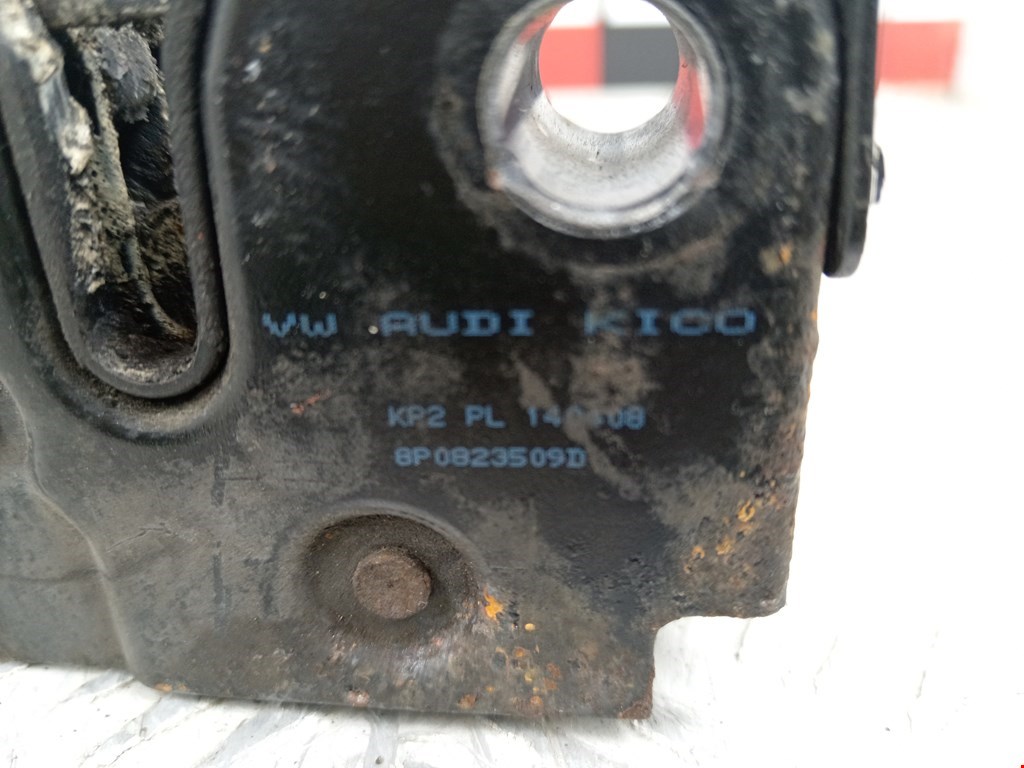 VW AUDI KICO
KP2 PL
8P0823509D